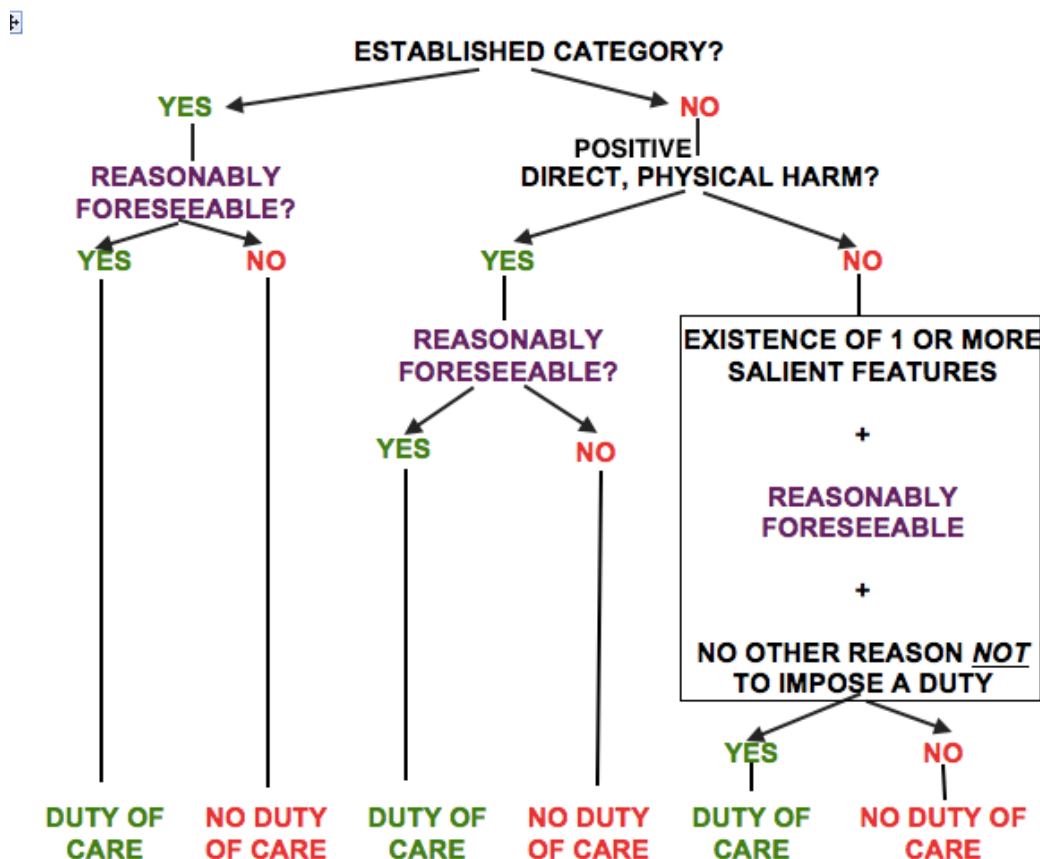 ESTABLISHED CATEGORY?
YES
NO
POSITIVE
DIRECT, PHYSICAL HARM?
REASONABLY
FORESEEABLE?
YES
NO
YES
NO
REASONABLY
FORESEEABLE?
YES
NO
EXISTENCE OF 1 OR MORE
SALIENT FEATURES
+
REASONABLY
FORESEEABLE
+
NO OTHER REASON NOT
TO IMPOSE A DUTY
YES
NO
DUTY OF
CARE
NO DUTY
OF CARE
DUTY OF
CARE
NO DUTY
OF CARE
DUTY OF
CARE
NO DUTY OF
CARE